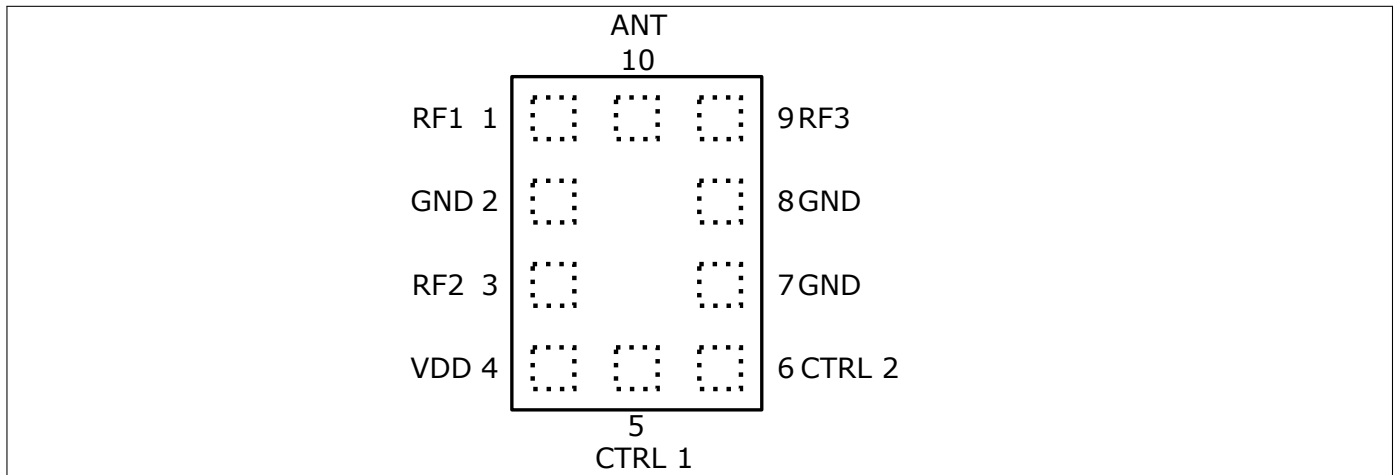 ANT
10
RF1 1
9 RF3
GND 2
8 GND
RF2 3
7 GND
VDD 4
6 CTRL 2
5
CTRL 1